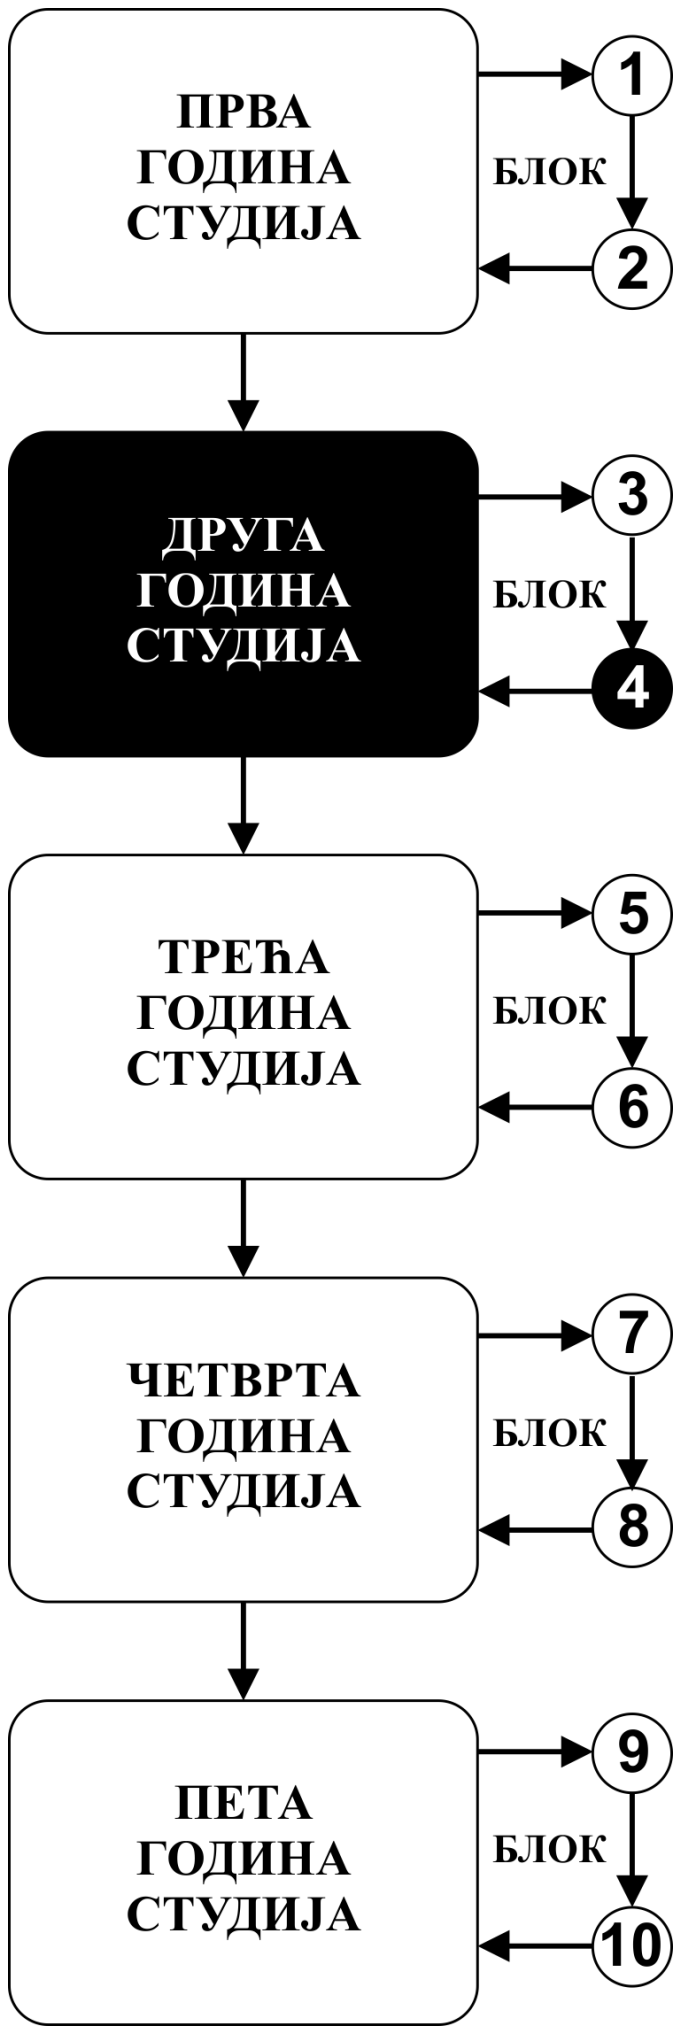 ПРВА
ГОДИНА
СТУДИЈА
1
БЛОК
2
ДРУГА
ГОДИНА
СТУДИЈА
3
БЛОК
4
ТРЕЋА
ГОДИНА
СТУДИЈА
5
БЛОК
6
ЧЕТВРТА
ГОДИНА
СТУДИЈА
7
БЛОК
8
ПЕТА
ГОДИНА
СТУДИЈА
9
БЛОК
10